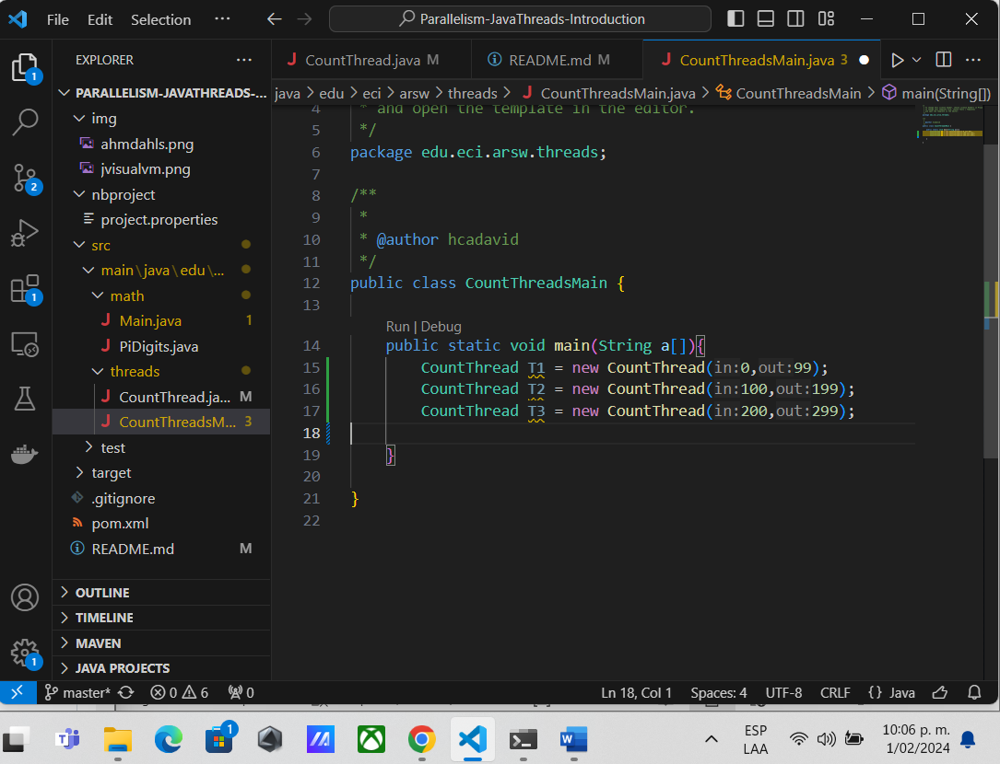 File Edit Selection ··· Parallelism-JavaThreads-Introduction
EXPLORER ···
PARALLELISM-JAVATHREADS-...
img
ahmdahls.png
jvisualvm.png
nbproject
project.properties
src
main\java\edu\...
math
Main.java 1
PiDigits.java
threads
CountThread.ja... M
CountThreadsM... 3
test
target
.gitignore
pom.xml
README.md M
OUTLINE
TIMELINE
MAVEN
JAVA PROJECTS
1
2
1
1
CountThread.java M README.md M CountThreadsMain.java 3 ···
java > edu > eci > arsw > threads > CountThreadsMain.java > CountThreadsMain > main(String[])
4 * and open the template in the editor.
5 */
6 package edu.eci.arsw.threads;
7
8 /**
9 *
10 * @author hcadavid
11 */
12 public class CountThreadsMain {
13
Run | Debug
14 public static void main(String a[]){
15 CountThread T1 = new CountThread(in:0,out:99);
16 CountThread T2 = new CountThread(in:100,out:199);
17 CountThread T3 = new CountThread(in:200,out:299);
18
19 }
20
21 }
22
master* 0 6 0 Ln 18, Col 1 Spaces: 4 UTF-8 CRLF {} Java
1
ESP
LAA
10:06 p. m.
1/02/2024